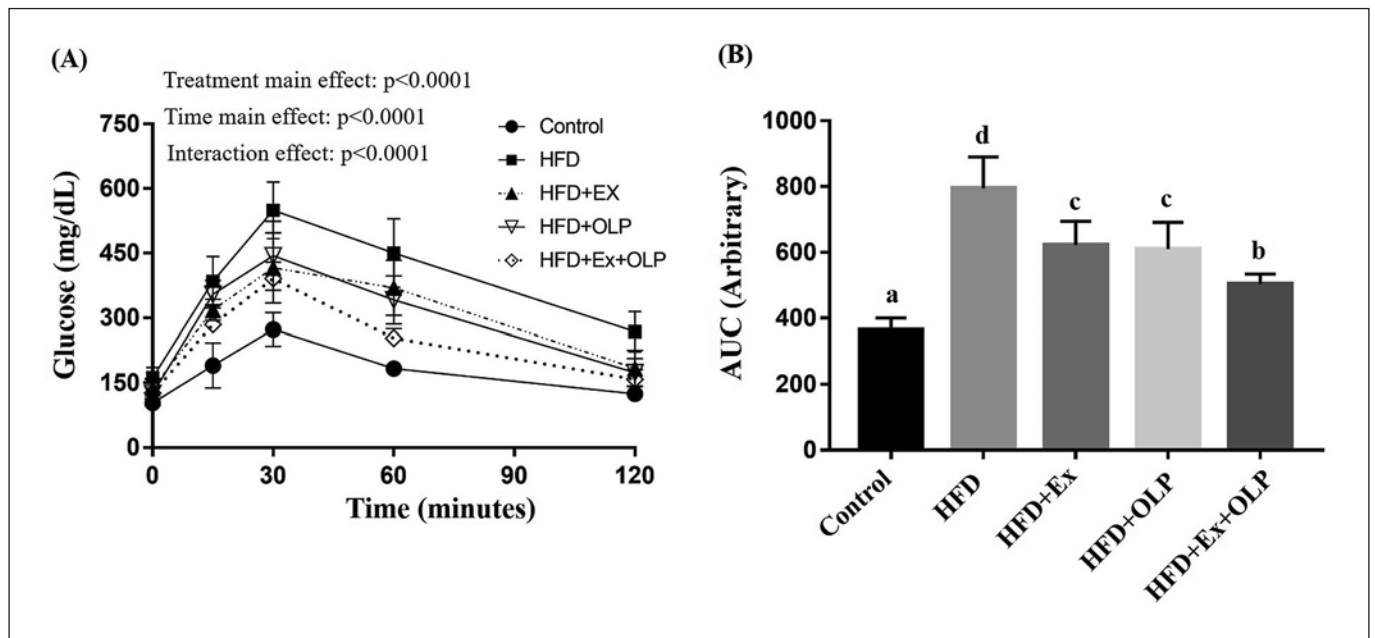 (A)
Treatment main effect: p<0.0001
Time main effect: p<0.0001
Interaction effect: p<0.0001
Control
HFD
HFD+EX
HFD+OLP
HFD+Ex+OLP
Glucose (mg/dL)
750
600
450
300
150
0
0
30
60
90
120
Time (minutes)
(B)
AUC (Arbitrary)
1000
800
600
400
200
0
a
d
c
c
b
Control
HFD
HFD+Ex
HFD+OLP
HFD+Ex+OLP